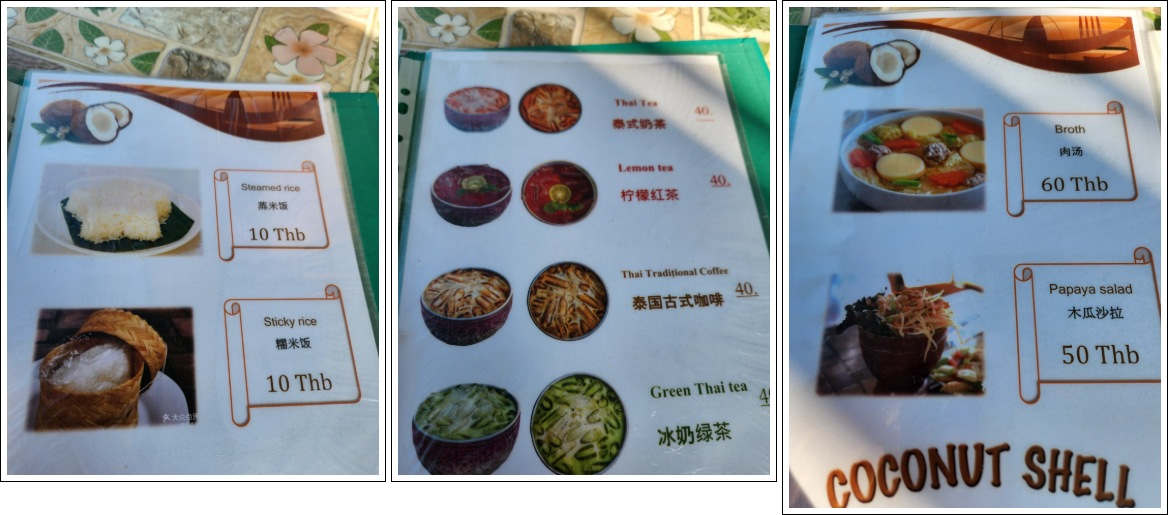 Steamed rice
蒸米饭
10 Thb
Sticky rice
糯米饭
10 Thb
Thai Tea
40.
泰式奶茶
Lemon tea
40.
柠檬红茶
Thai Traditional Coffee
40.
泰国古式咖啡
Green Thai tea
冰奶绿茶
Broth
肉汤
60 Thb
Papaya salad
木瓜沙拉
50 Thb
COCONUT SHELL